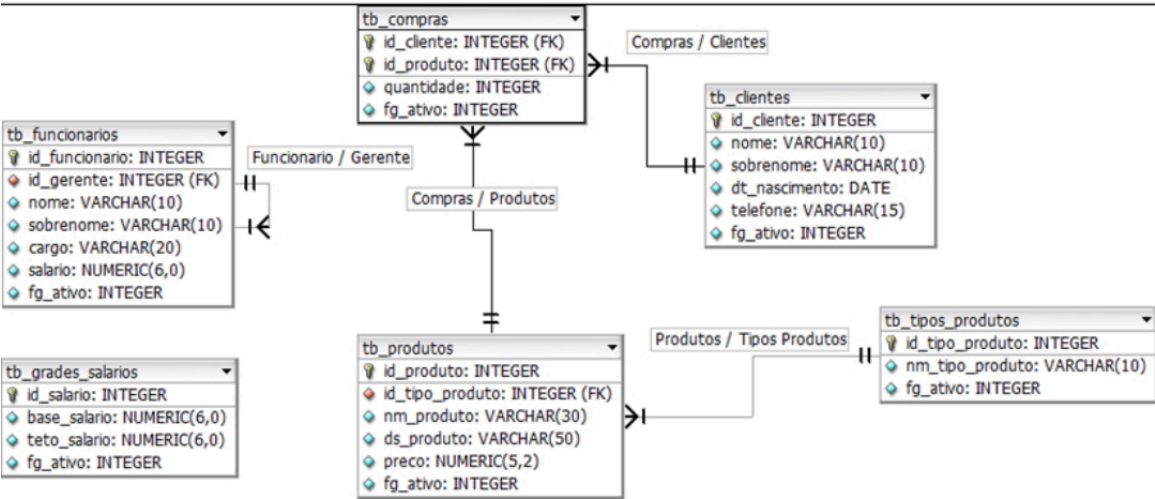 tb_compras
id_cliente: INTEGER (FK)
id_produto: INTEGER (FK)
quantidade: INTEGER
fg_ativo: INTEGER
Compras / Clientes
tb_clientes
id_cliente: INTEGER
nome: VARCHAR(10)
sobrenome: VARCHAR(10)
dt_nascimento: DATE
telefone: VARCHAR(15)
fg_ativo: INTEGER
tb_funcionarios
id_funcionario: INTEGER
id_gerente: INTEGER (FK)
nome: VARCHAR(10)
sobrenome: VARCHAR(10)
cargo: VARCHAR(20)
salario: NUMERIC(6,0)
fg_ativo: INTEGER
Funcionario / Gerente
Compras / Produtos
tb_grades_salarios
id_salario: INTEGER
base_salario: NUMERIC(6,0)
teto_salario: NUMERIC(6,0)
fg_ativo: INTEGER
tb_produtos
id_produto: INTEGER
id_tipo_produto: INTEGER (FK)
nm_produto: VARCHAR(30)
ds_produto: VARCHAR(50)
preco: NUMERIC(5,2)
fg_ativo: INTEGER
Produtos / Tipos Produtos
tb_tipos_produtos
id_tipo_produto: INTEGER
nm_tipo_produto: VARCHAR(10)
fg_ativo: INTEGER